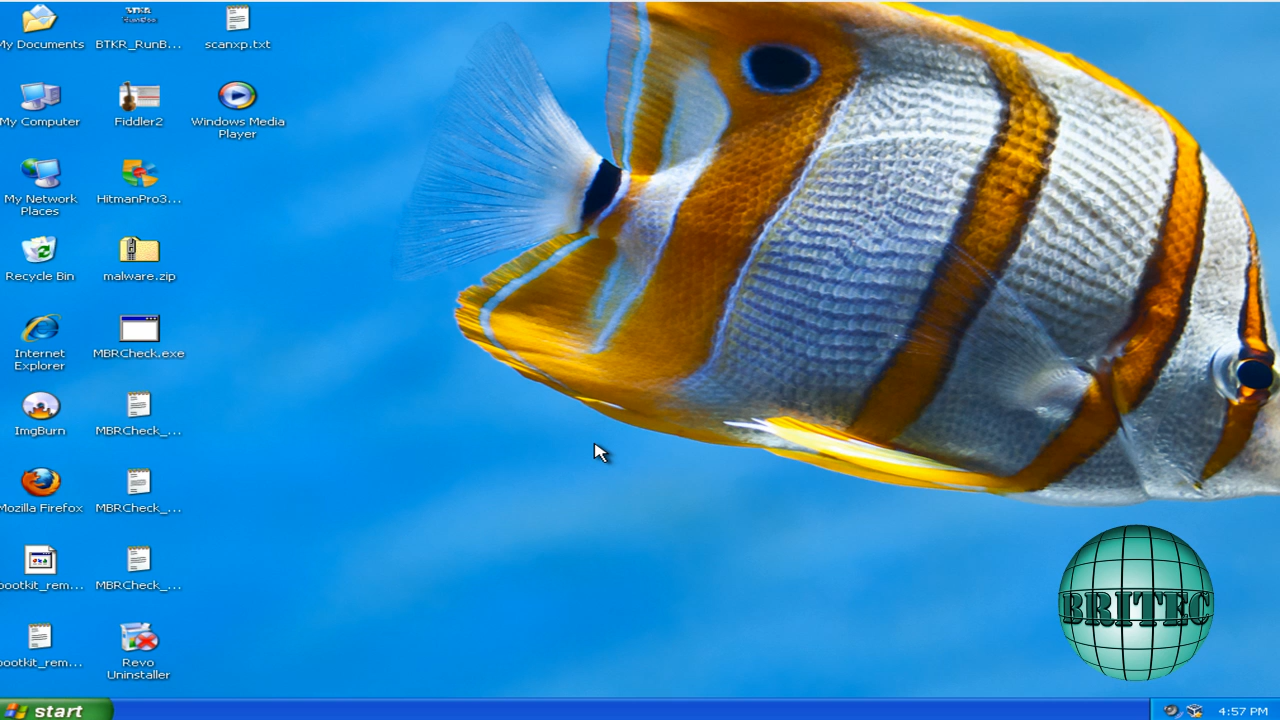 My Documents
BTKR_RunB...
scanxp.txt
My Computer
Fiddler2
Windows Media
Player
My Network
Places
HitmanPro3...
Recycle Bin
malware.zip
Internet
Explorer
MBRCheck.exe
ImgBurn
MBRCheck_...
Mozilla Firefox
MBRCheck_...
bootkit_rem...
MBRCheck_...
bootkit_rem...
Revo
Uninstaller
BRITEC
start
4:57 PM